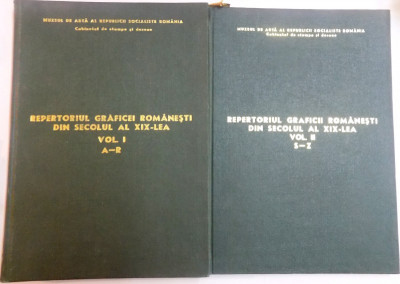 MUZEUL DE ARTĂ AL REPUBLICII SOCIALISTE ROMÂNIA
Cabinetul de stampe și desene
REPERTORIUL GRAFICII ROMÂNEȘTI
DIN SECOLUL AL XIX-LEA
VOL. I
A—R
MUZEUL DE ARTĂ AL REPUBLICII SOCIALISTE ROMÂNIA
Cabinetul de stampe și desene
REPERTORIUL GRAFICII ROMÂNEȘTI
DIN SECOLUL AL XIX-LEA
VOL. II
S—Z